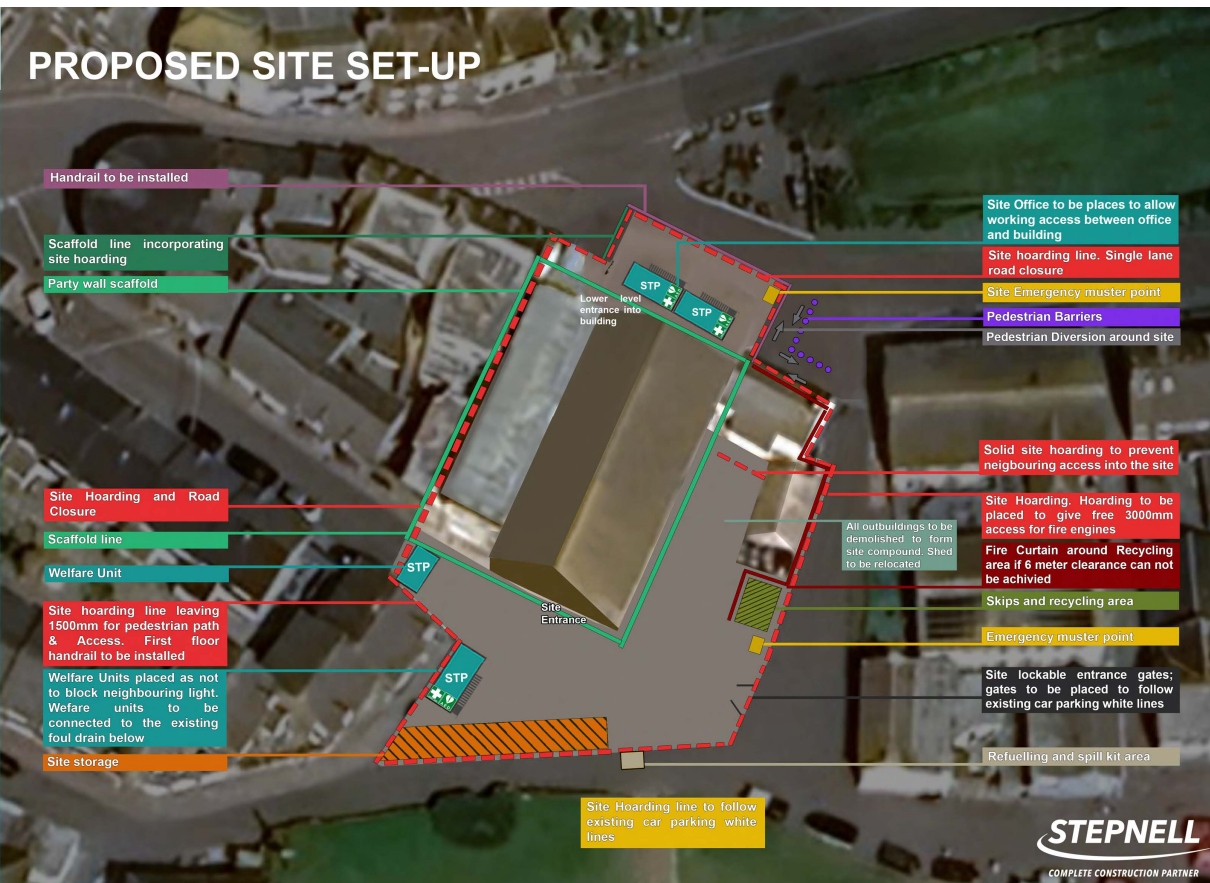 PROPOSED SITE SET-UP
Handrail to be installed
Scaffold line incorporating
site hoarding
Party wall scaffold
Site Hoarding and Road
Closure
Scaffold line
Welfare Unit
Site hoarding line leaving
1500mm for pedestrian path
& Access. First floor
handrail to be installed
Welfare Units placed as not
to block neighbouring light.
Wefare units to be
connected to the existing
foul drain below
Site storage
STP
STP
Lower level
entrance into
building
STP
STP
Site
Entrance
All outbuildings to be
demolished to form
site compound. Shed
to be relocated
Site Hoarding line to follow
existing car parking white
lines
Site Office to be places to allow
working access between office
and building
Site hoarding line. Single lane
road closure
Site Emergency muster point
Pedestrian Barriers
Pedestrian Diversion around site
Solid site hoarding to prevent
neigbouring access into the site
Site Hoarding. Hoarding to be
placed to give free 3000mm
access for fire engines
Fire Curtain around Recycling
area if 6 meter clearance can not
be achivied
Skips and recycling area
Emergency muster point
Site lockable entrance gates;
gates to be placed to follow
existing car parking white lines
Refuelling and spill kit area
STEPNELL
COMPLETE CONSTRUCTION PARTNER